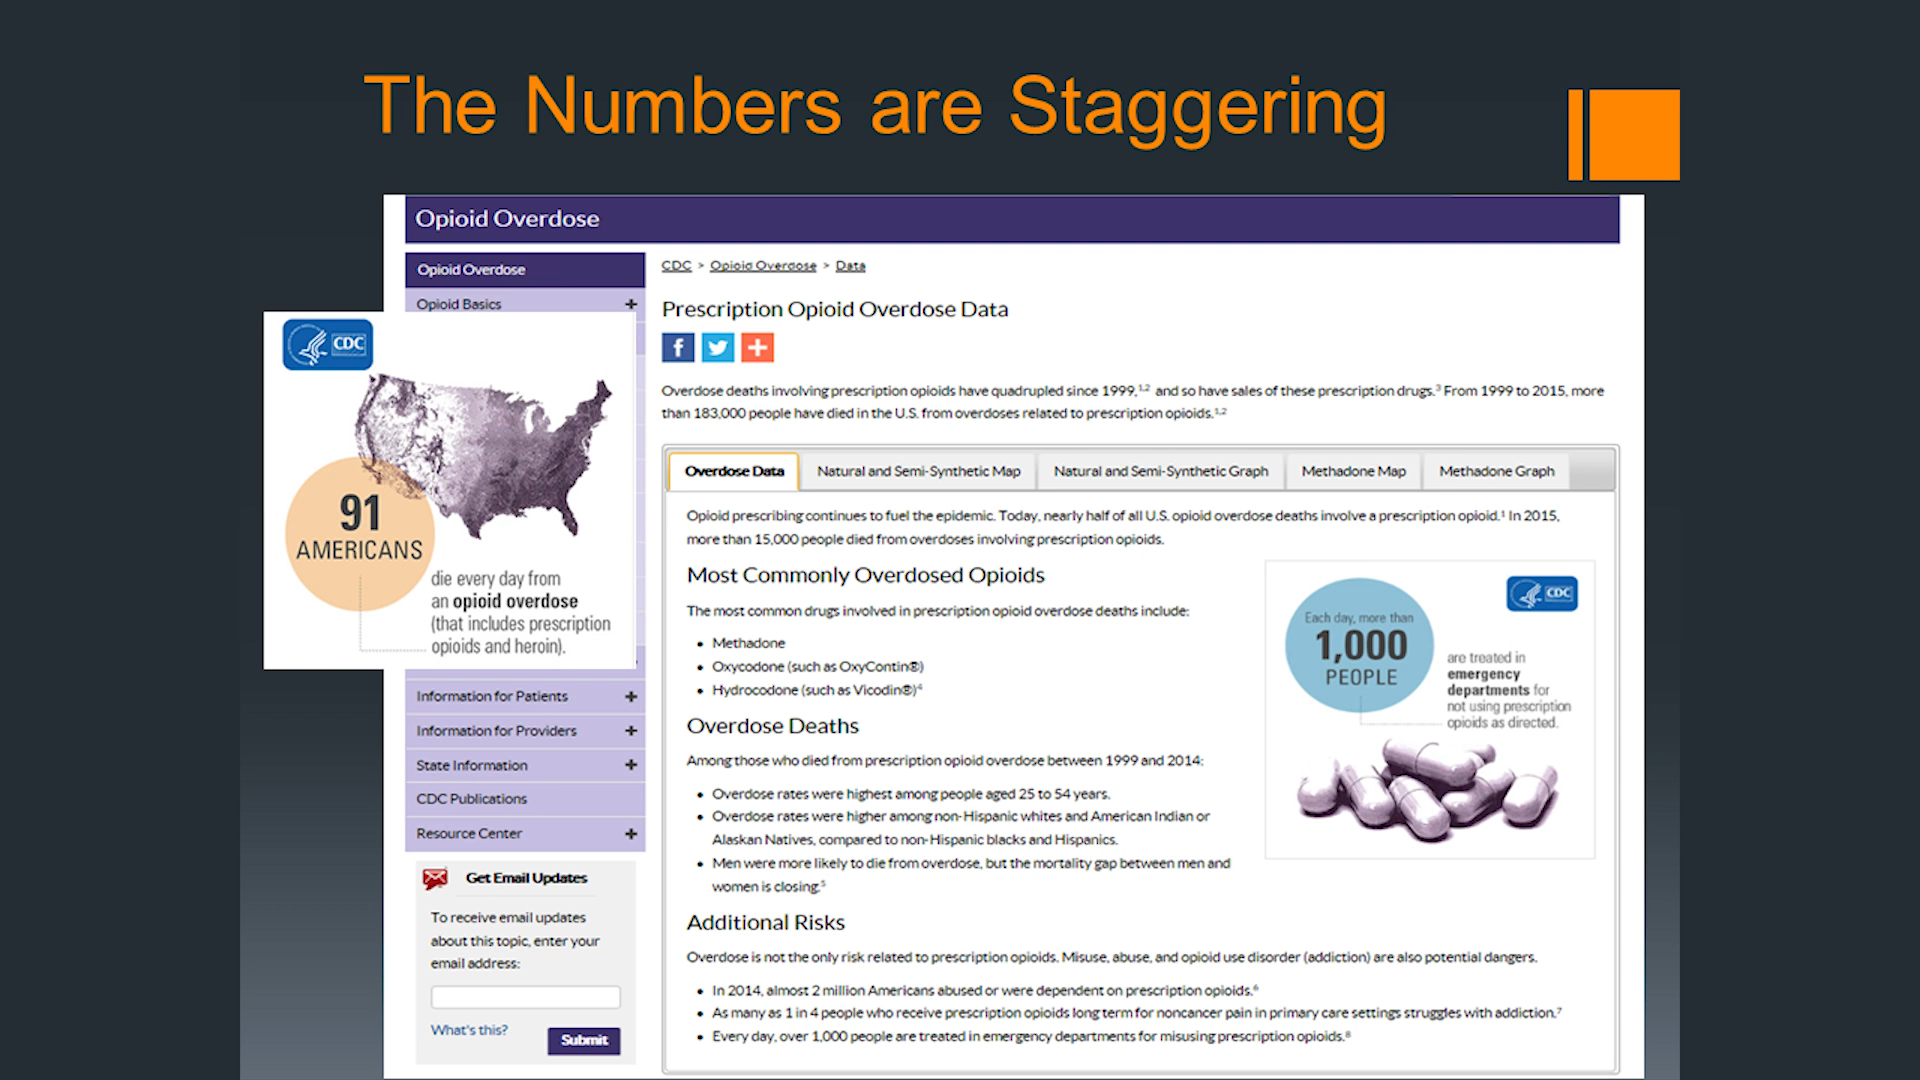 The Numbers are Staggering
Opioid Overdose
Opioid Overdose
Opioid Basics +
CDC
91
AMERICANS
die every day from
an opioid overdose
(that includes prescription
opioids and heroin).
Information for Patients +
Information for Providers +
State Information +
CDC Publications
Resource Center +
Get Email Updates
To receive email updates
about this topic, enter your
email address:
What's this?
Submit
CDC > Opioid Overdose > Data
Prescription Opioid Overdose Data
f +
Overdose deaths involving prescription opioids have quadrupled since 1999,1,2 and so have sales of these prescription drugs.3 From 1999 to 2015, more
than 183,000 people have died in the U.S. from overdoses related to prescription opioids.1,2
Overdose Data Natural and Semi-Synthetic Map Natural and Semi-Synthetic Graph Methadone Map Methadone Graph
Opioid prescribing continues to fuel the epidemic. Today, nearly half of all U.S. opioid overdose deaths involve a prescription opioid.1 In 2015,
more than 15,000 people died from overdoses involving prescription opioids.
Most Commonly Overdosed Opioids
The most common drugs involved in prescription opioid overdose deaths include:
• Methadone
• Oxycodone (such as OxyContin®)
• Hydrocodone (such as Vicodin®)4
Overdose Deaths
Among those who died from prescription opioid overdose between 1999 and 2014:
• Overdose rates were highest among people aged 25 to 54 years.
• Overdose rates were higher among non-Hispanic whites and American Indian or
Alaskan Natives, compared to non-Hispanic blacks and Hispanics.
• Men were more likely to die from overdose, but the mortality gap between men and
women is closing.5
CDC
Each day, more than
1,000
PEOPLE
are treated in
emergency
departments for
not using prescription
opioids as directed.
Additional Risks
Overdose is not the only risk related to prescription opioids. Misuse, abuse, and opioid use disorder (addiction) are also potential dangers.
• In 2014, almost 2 million Americans abused or were dependent on prescription opioids.6
• As many as 1 in 4 people who receive prescription opioids long term for noncancer pain in primary care settings struggles with addiction.7
• Every day, over 1,000 people are treated in emergency departments for misusing prescription opioids.8